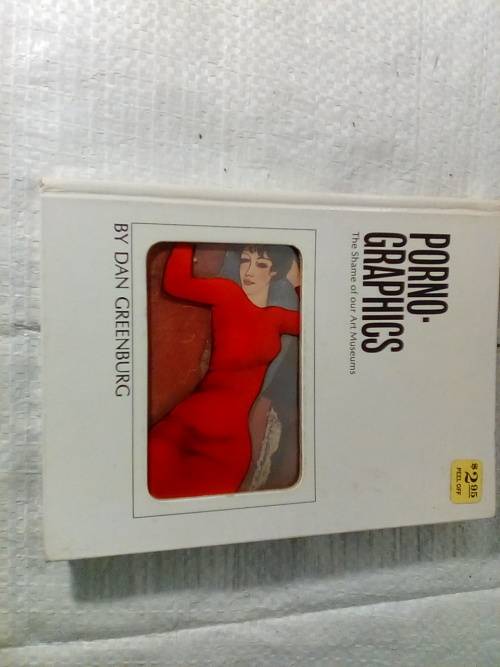 PORNO-
GRAPHICS
The Shame of our Art Museums
BY DAN GREENBURG
$2.95
PEEL OFF